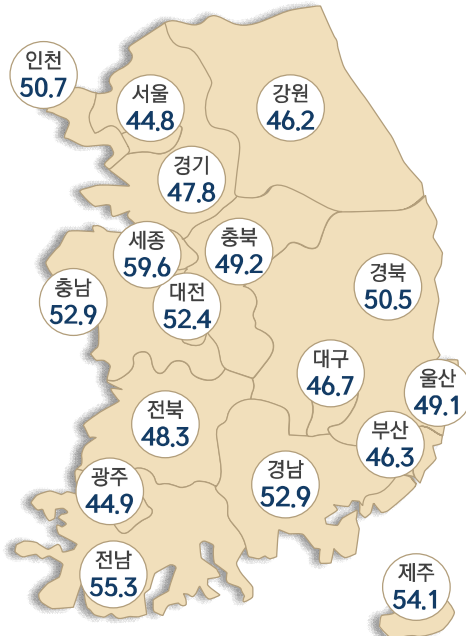 인천
50.7
서울
44.8
강원
46.2
경기
47.8
세종
59.6
충북
49.2
충남
52.9
대전
52.4
경북
50.5
대구
46.7
울산
49.1
전북
48.3
부산
46.3
광주
44.9
경남
52.9
전남
55.3
제주
54.1